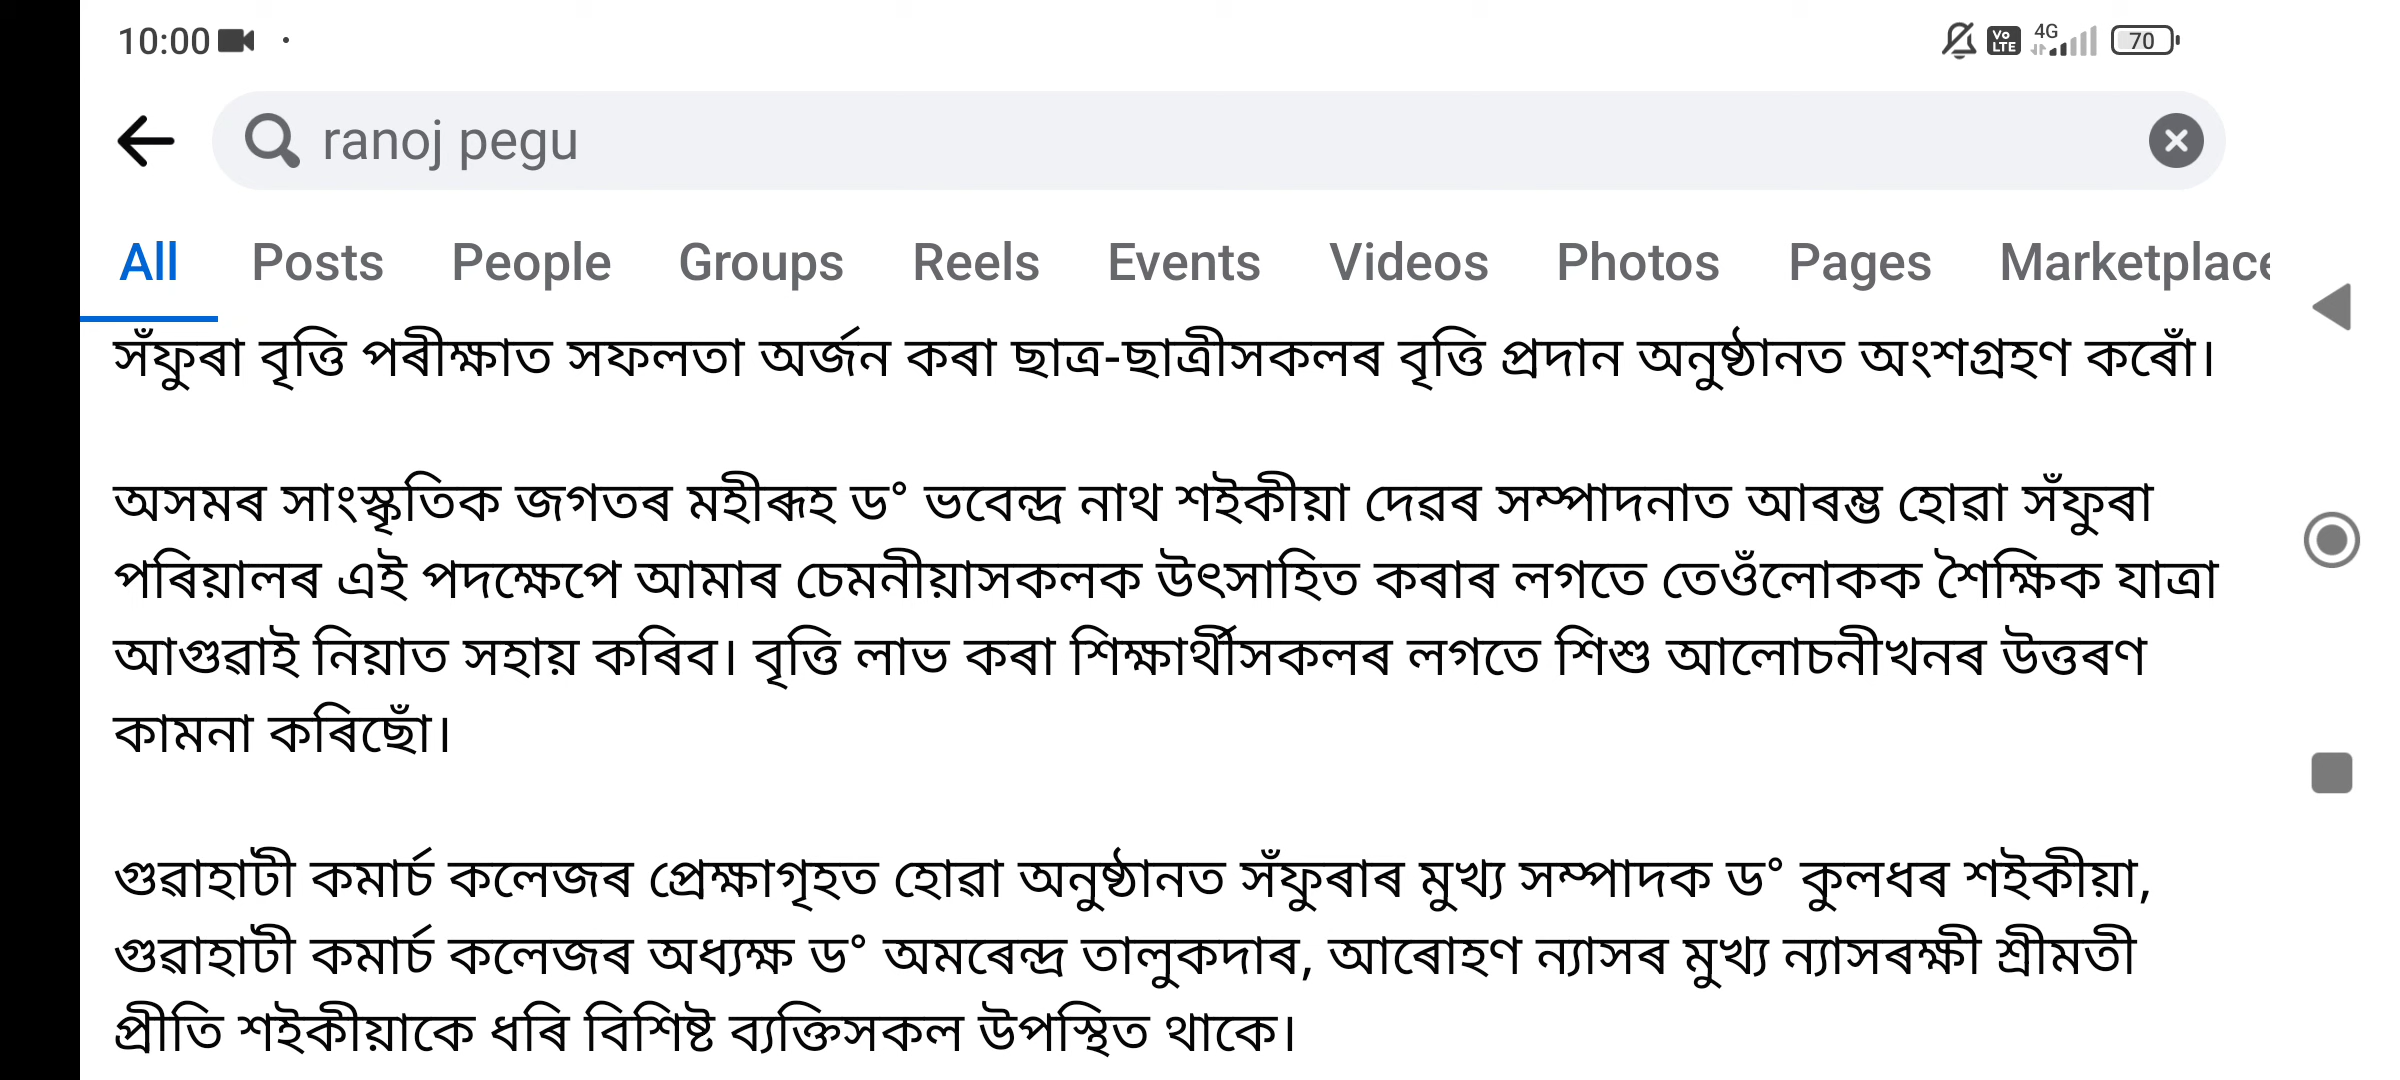 10:00
Vo LTE 4G 70
ranoj pegu
All Posts People Groups Reels Events Videos Photos Pages Marketplace
সঁফুৰা বৃত্তি পৰীক্ষাত সফলতা অৰ্জন কৰা ছাত্ৰ-ছাত্ৰীসকলৰ বৃত্তি প্ৰদান অনুষ্ঠানত অংশগ্ৰহণ কৰোঁ।
অসমৰ সাংস্কৃতিক জগতৰ মহীৰূহ ড° ভবেন্দ্ৰ নাথ শইকীয়া দেৱৰ সম্পাদনাত আৰম্ভ হোৱা সঁফুৰা
পৰিয়ালৰ এই পদক্ষেপে আমাৰ চেমনীয়াসকলক উৎসাহিত কৰাৰ লগতে তেওঁলোকক শৈক্ষিক যাত্ৰা
আগুৱাই নিয়াত সহায় কৰিব। বৃত্তি লাভ কৰা শিক্ষাৰ্থীসকলৰ লগতে শিশু আলোচনীখনৰ উত্তৰণ
কামনা কৰিছোঁ।
গুৱাহাটী কমাৰ্চ কলেজৰ প্ৰেক্ষাগৃহত হোৱা অনুষ্ঠানত সঁফুৰাৰ মুখ্য সম্পাদক ড° কুলধৰ শইকীয়া,
গুৱাহাটী কমাৰ্চ কলেজৰ অধ্যক্ষ ড° অমৰেন্দ্ৰ তালুকদাৰ, আৰোহণ ন্যাসৰ মুখ্য ন্যাসৰক্ষী শ্ৰীমতী
প্ৰীতি শইকীয়াকে ধৰি বিশিষ্ট ব্যক্তিসকল উপস্থিত থাকে।